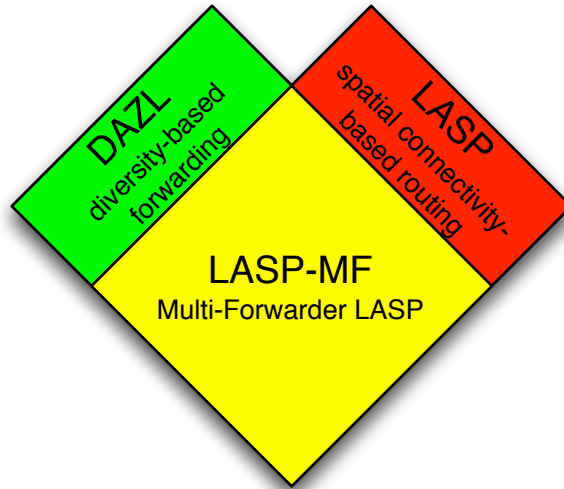 DAZL
diversity-based
forwarding
LASP
spatial connectivity-
based routing
LASP-MF
Multi-Forwarder LASP